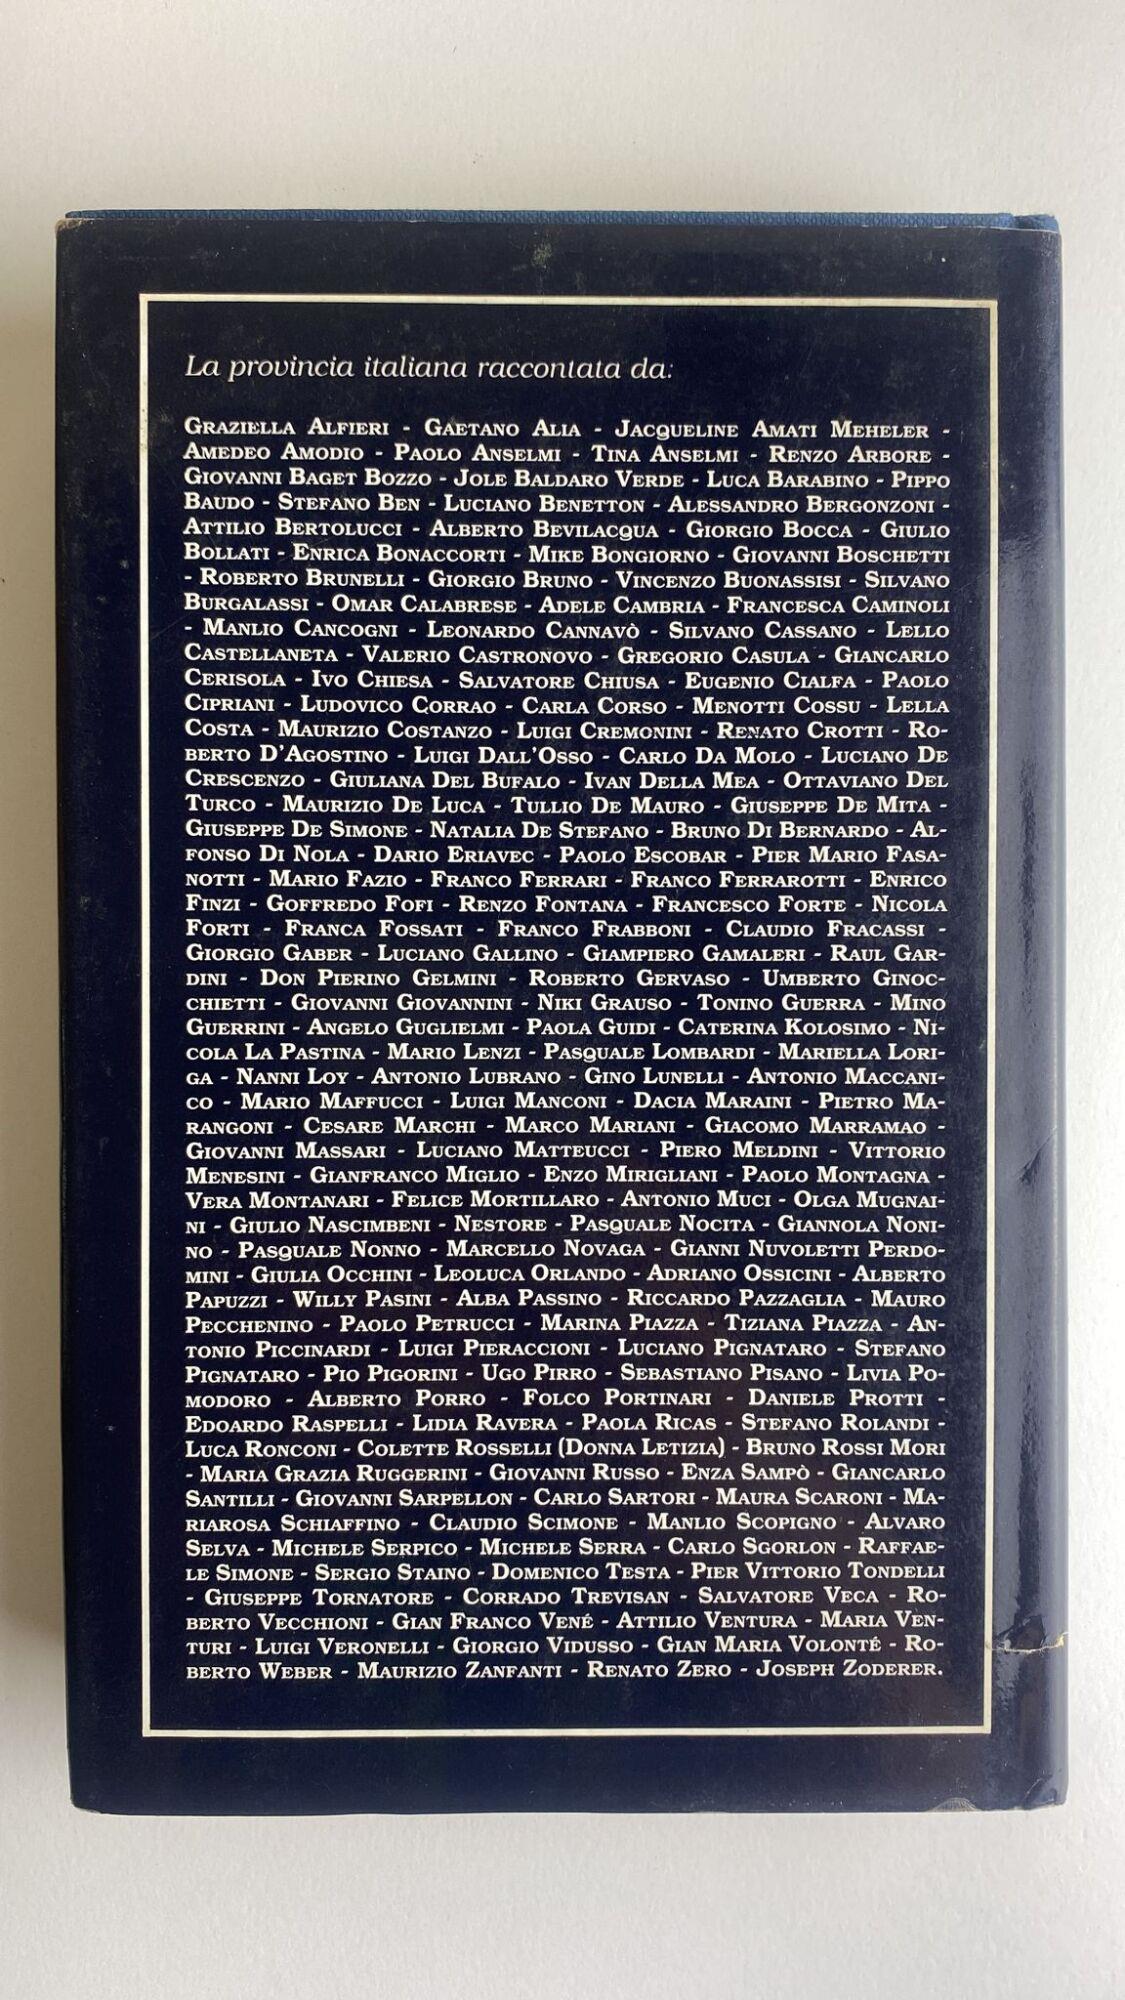 La provincia italiana raccontata da:
GRAZIELLA ALFIERI - GAETANO ALIA - JACQUELINE AMATI MEHELER -
AMEDEO AMODIO - PAOLO ANSELMI - TINA ANSELMI - RENZO ARBORE -
GIOVANNI BAGET BOZZO - JOLE BALDARO VERDE - LUCA BARABINO - PIPPO
BAUDO - STEFANO BEN - LUCIANO BENETTON - ALESSANDRO BERGONZONI -
ATTILIO BERTOLUCCI - ALBERTO BEVILACQUA - GIORGIO BOCCA - GIULIO
BOLLATI - ENRICA BONACCORTI - MIKE BONGIORNO - GIOVANNI BOSCHETTI
- ROBERTO BRUNELLI - GIORGIO BRUNO - VINCENZO BUONASSISI - SILVANO
BURGALASSI - OMAR CALABRESE - ADELE CAMBRIA - FRANCESCA CAMINOLI
- MANLIO CANCOGNI - LEONARDO CANNAVÒ - SILVANO CASSANO - LELLO
CASTELLANETA - VALERIO CASTRONOVO - GREGORIO CASULA - GIANCARLO
CERISOLA - IVO CHIESA - SALVATORE CHIUSA - EUGENIO CIALFA - PAOLO
CIPRIANI - LUDOVICO CORRAO - CARLA CORSO - MENOTTI COSSU - LELLA
COSTA - MAURIZIO COSTANZO - LUIGI CREMONINI - RENATO CROTTI - RO-
BERTO D'AGOSTINO - LUIGI DALL'OSSO - CARLO DA MOLO - LUCIANO DE
CRESCENZO - GIULIANA DEL BUFALO - IVAN DELLA MEA - OTTAVIANO DEL
TURCO - MAURIZIO DE LUCA - TULLIO DE MAURO - GIUSEPPE DE MITA -
GIUSEPPE DE SIMONE - NATALIA DE STEFANO - BRUNO DI BERNARDO - AL-
FONSO DI NOLA - DARIO ERIAVEC - PAOLO ESCOBAR - PIER MARIO FASA-
NOTTI - MARIO FAZIO - FRANCO FERRARI - FRANCO FERRAROTTI - ENRICO
FINZI - GOFFREDO FOFI - RENZO FONTANA - FRANCESCO FORTE - NICOLA
FORTI - FRANCA FOSSATI - FRANCO FRABBONI - CLAUDIO FRACASSI -
GIORGIO GABER - LUCIANO GALLINO - GIAMPIERO GAMALERI - RAUL GAR-
DINI - DON PIERINO GELMINI - ROBERTO GERVASO - UMBERTO GINOC-
CHIETTI - GIOVANNI GIOVANNINI - NIKI GRAUSO - TONINO GUERRA - MINO
GUERRINI - ANGELO GUGLIELMI - PAOLA GUIDI - CATERINA KOLOSIMO - NI-
COLA LA PASTINA - MARIO LENZI - PASQUALE LOMBARDI - MARIELLA LORI-
GA - NANNI LOY - ANTONIO LUBRANO - GINO LUNELLI - ANTONIO MACCANI-
CO - MARIO MAFFUCCI - LUIGI MANCONI - DACIA MARAINI - PIETRO MA-
RANGONI - CESARE MARCHI - MARCO MARIANI - GIACOMO MARRAMAO -
GIOVANNI MASSARI - LUCIANO MATTEUCCI - PIERO MELDINI - VITTORIO
MENESINI - GIANFRANCO MIGLIO - ENZO MIRIGLIANI - PAOLO MONTAGNA -
VERA MONTANARI - FELICE MORTILLARO - ANTONIO MUCI - OLGA MUGNAI-
NI - GIULIO NASCIMBENI - NESTORE - PASQUALE NOCITA - GIANNOLA NONI-
NO - PASQUALE NONNO - MARCELLO NOVAGA - GIANNI NUVOLETTI PERDO-
MINI - GIULIA OCCHINI - LEOLUCA ORLANDO - ADRIANO OSSICINI - ALBERTO
PAPUZZI - WILLY PASINI - ALBA PASSINO - RICCARDO PAZZAGLIA - MAURO
PECCHENINO - PAOLO PETRUCCI - MARINA PIAZZA - TIZIANA PIAZZA - AN-
TONIO PICCINARDI - LUIGI PIERACCIONI - LUCIANO PIGNATARO - STEFANO
PIGNATARO - PIO PIGORINI - UGO PIRRO - SEBASTIANO PISANO - LIVIA PO-
MODORO - ALBERTO PORRO - FOLCO PORTINARI - DANIELE PROTTI -
EDOARDO RASPELLI - LIDIA RAVERA - PAOLA RICAS - STEFANO ROLANDI -
LUCA RONCONI - COLETTE ROSSELLI (DONNA LETIZIA) - BRUNO ROSSI MORI
- MARIA GRAZIA RUGGERINI - GIOVANNI RUSSO - ENZA SAMPÒ - GIANCARLO
SANTILLI - GIOVANNI SARPELLON - CARLO SARTORI - MAURA SCARONI - MA-
RIAROSA SCHIAFFINO - CLAUDIO SCIMONE - MANLIO SCOPIGNO - ALVARO
SELVA - MICHELE SERPICO - MICHELE SERRA - CARLO SGORLON - RAFFAE-
LE SIMONE - SERGIO STAINO - DOMENICO TESTA - PIER VITTORIO TONDELLI
- GIUSEPPE TORNATORE - CORRADO TREVISAN - SALVATORE VECA - RO-
BERTO VECCHIONI - GIAN FRANCO VENÉ - ATTILIO VENTURA - MARIA VEN-
TURI - LUIGI VERONELLI - GIORGIO VIDUSSO - GIAN MARIA VOLONTÉ - RO-
BERTO WEBER - MAURIZIO ZANFANTI - RENATO ZERO - JOSEPH ZODERER.